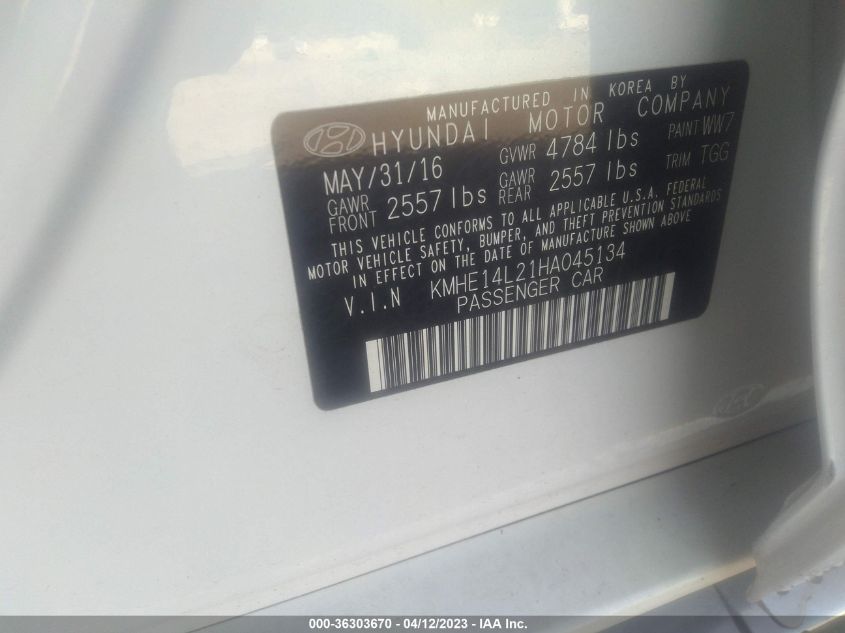 MANUFACTURED IN KOREA BY
HYUNDAI MOTOR COMPANY
MAY/31/16 GVWR 4784 lbs PAINT WW7
GAWR FRONT 2557 lbs GAWR REAR 2557 lbs TRIM TGG
THIS VEHICLE CONFORMS TO ALL APPLICABLE U.S.A. FEDERAL
MOTOR VEHICLE SAFETY, BUMPER, AND THEFT PREVENTION STANDARDS
IN EFFECT ON THE DATE OF MANUFACTURE SHOWN ABOVE
V.I.N KMHE14L21HA045134
PASSENGER CAR
000-36303670 - 04/12/2023 - IAA Inc.